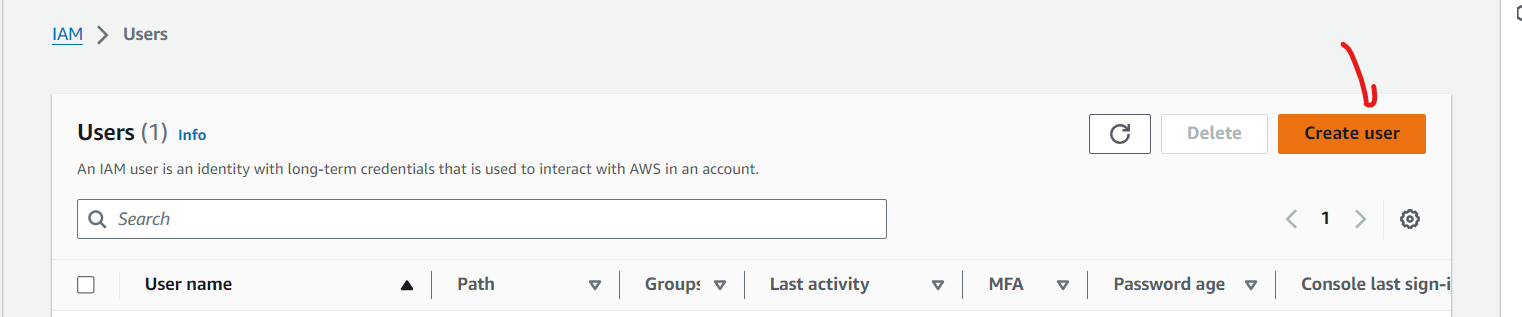 IAM > Users
Users (1) Info
Delete
Create user
An IAM user is an identity with long-term credentials that is used to interact with AWS in an account.
Search
1
User name
Path
Groups
Last activity
MFA
Password age
Console last sign-i